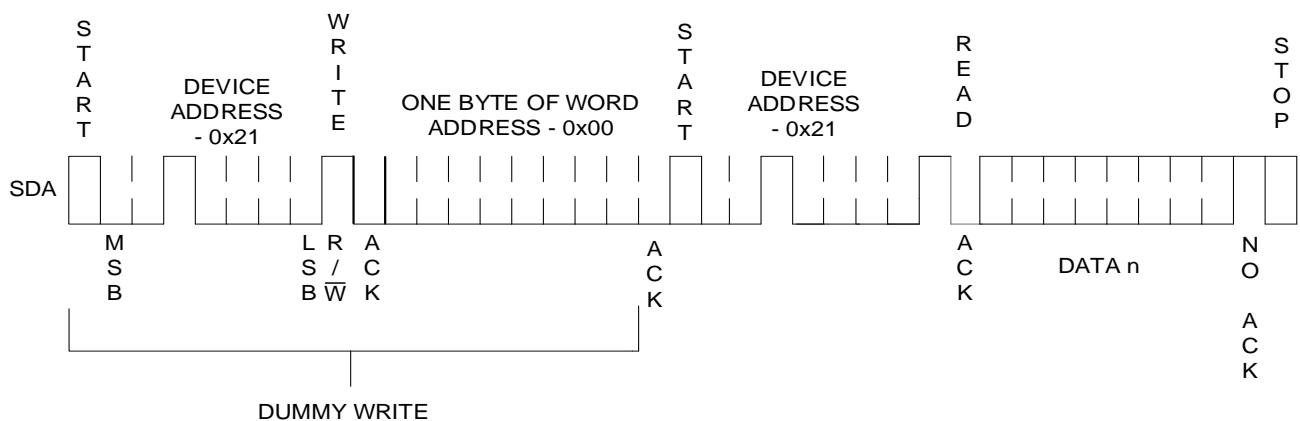 START
WRITE
START
READ
STOP
DEVICE
ADDRESS
- 0x21
ONE BYTE OF WORD
ADDRESS - 0x00
DEVICE
ADDRESS
- 0x21
SDA
MSB
LSB
R/W̅
ACK
ACK
ACK
DATA n
NO ACK
DUMMY WRITE